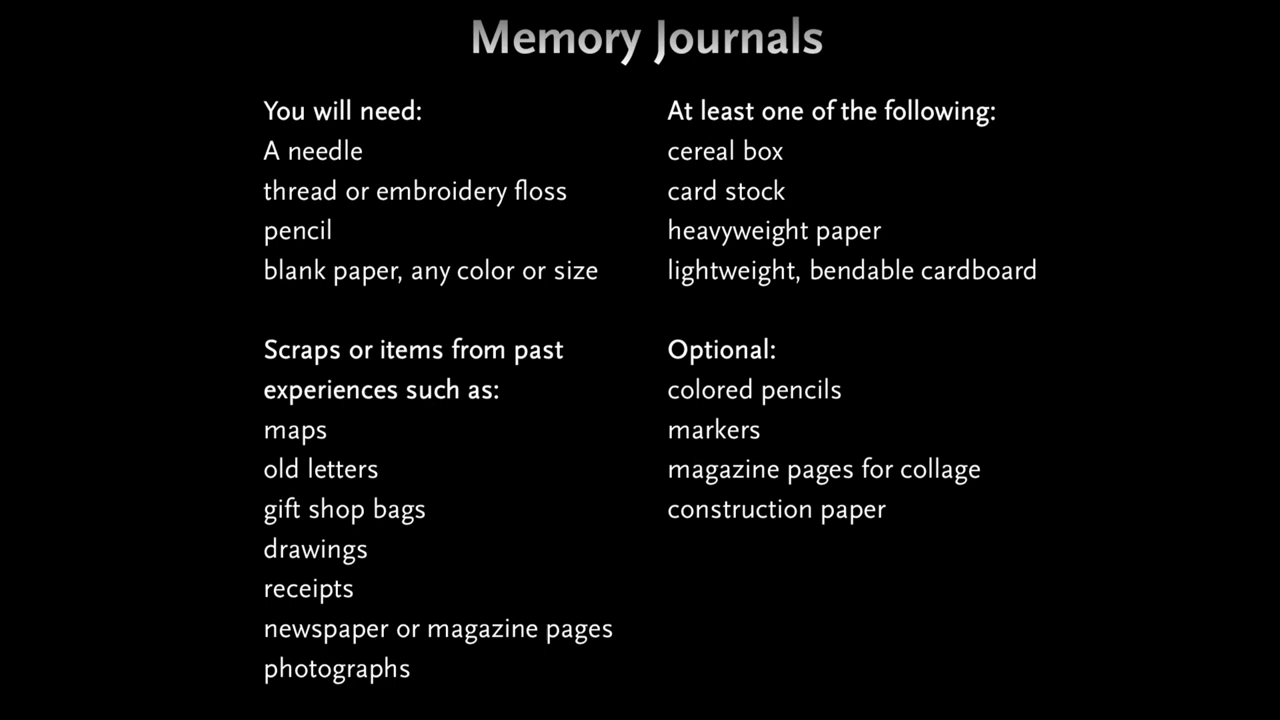 Memory Journals
You will need:
A needle
thread or embroidery floss
pencil
blank paper, any color or size
Scraps or items from past
experiences such as:
maps
old letters
gift shop bags
drawings
receipts
newspaper or magazine pages
photographs
At least one of the following:
cereal box
card stock
heavyweight paper
lightweight, bendable cardboard
Optional:
colored pencils
markers
magazine pages for collage
construction paper